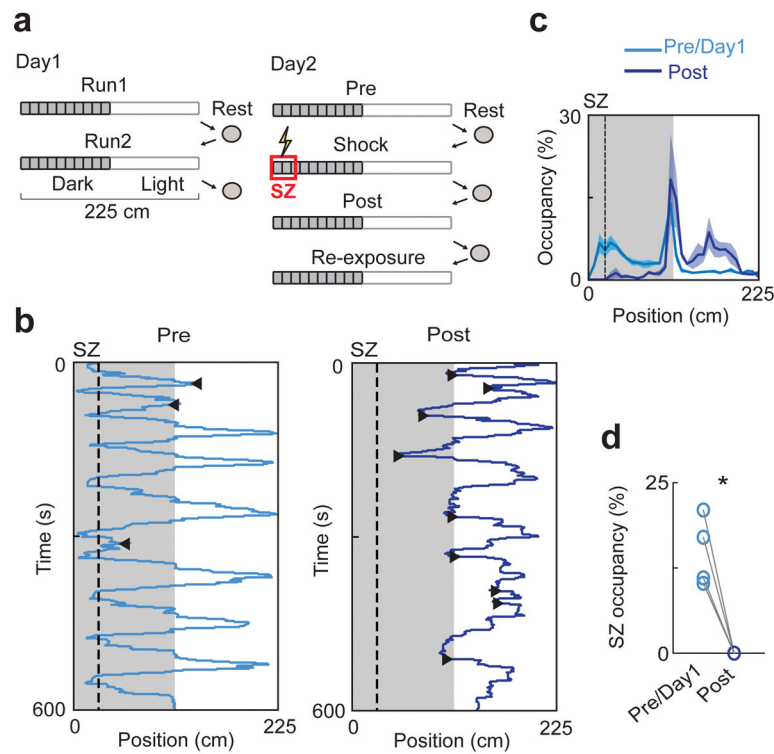 a
Day1
Run1
Rest
Run2
Dark Light
225 cm
Day2
Pre
Rest
Shock
SZ
Post
Re-exposure
b
SZ Pre
0
Time (s)
600
0 225
Position (cm)
SZ Post
0
Time (s)
600
0 225
Position (cm)
c
Pre/Day1
Post
SZ
30
Occupancy (%)
0
0 225
Position (cm)
d
25
*
SZ occupancy (%)
0
Pre/Day1
Post